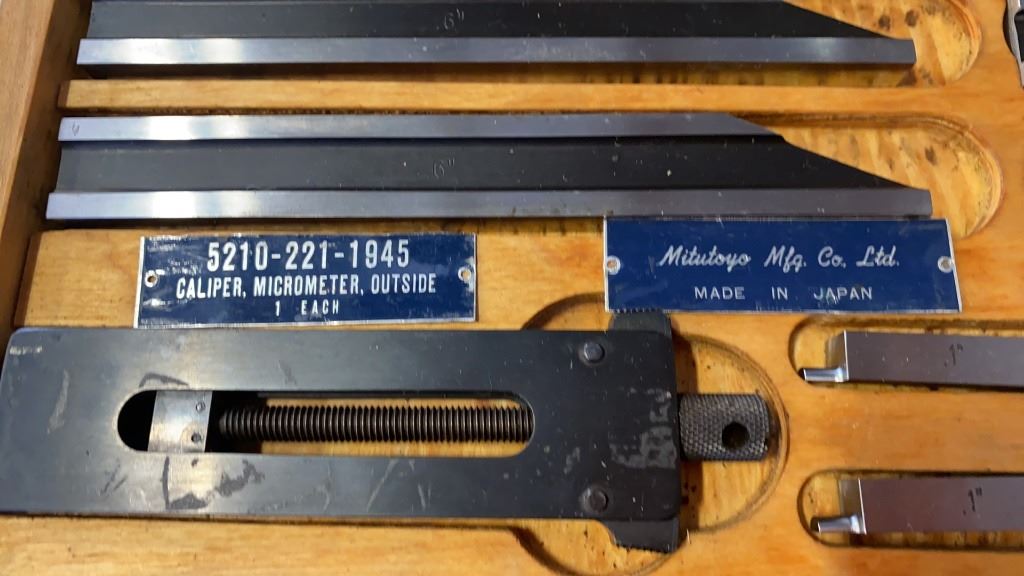 6"
6"
5210-221-1945
CALIPER, MICROMETER, OUTSIDE
1 EACH
Mitutoyo Mfg. Co., Ltd.
MADE IN JAPAN
1"
1"